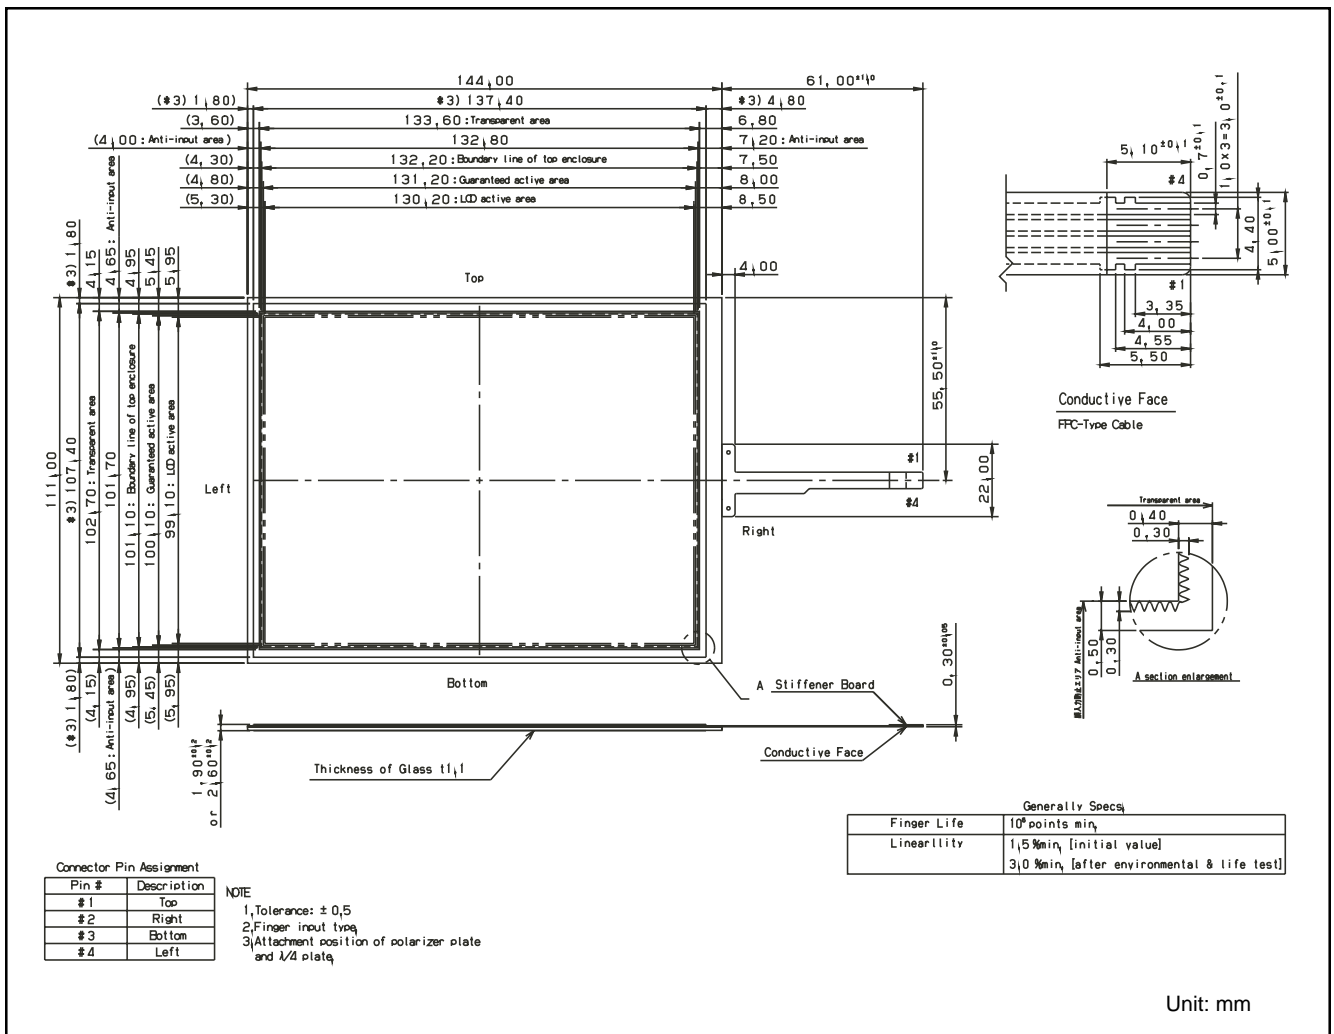 144,00
61,00±1,0
(*3) 1,80)
*3) 137,40
*3) 4,80
(3,60)
133,60:Transparent area
6,80
(4,00:Anti-input area)
132,80
7,20:Anti-input area
(4,30)
132,20:Boundary line of top enclosure
7,50
(4,80)
131,20:Guaranteed active area
8,00
(5,30)
130,20:LCD active area
8,50
*3) 1,80
4,15
4,65:Anti-input area
4,95
5,45
5,95
Top
4,00
111,00
*3) 107,40
102,70:Transparent area
101,70
101,10:Boundary line of top enclosure
100,10:Guaranteed active area
99,10:LCD active area
Left
55,50±1,0
#1
#4
22,00
Right
(*3) 1,80)
(4,15)
(4,65:Anti-input area)
(4,95)
(5,45)
(5,95)
Bottom
A
Stiffener Board
0,30±0,05
Conductive Face
Thickness of Glass t1,1
1,90±0,2
or 2,60±0,2
5,10±0,1
0,7±0,1
1,0×3=3,0±0,1
#4
4,40
5,00±0,1
#1
3,35
4,00
4,55
5,50
Conductive Face
FPC-Type Cable
Transparent area
0,40
0,30
0,50
0,30
Anti-input area
A section enlargement
Generally Specs,
Finger Life 10⁶ points min,
Linearllity 1,5 %min, [initial value]
3,0 %min, [after environmental & life test]
Connector Pin Assignment
Pin # Description
#1 Top
#2 Right
#3 Bottom
#4 Left
NOTE
1,Tolerance: ± 0,5
2,Finger input type,
3,Attachment position of polarizer plate
and λ/4 plate,
Unit: mm